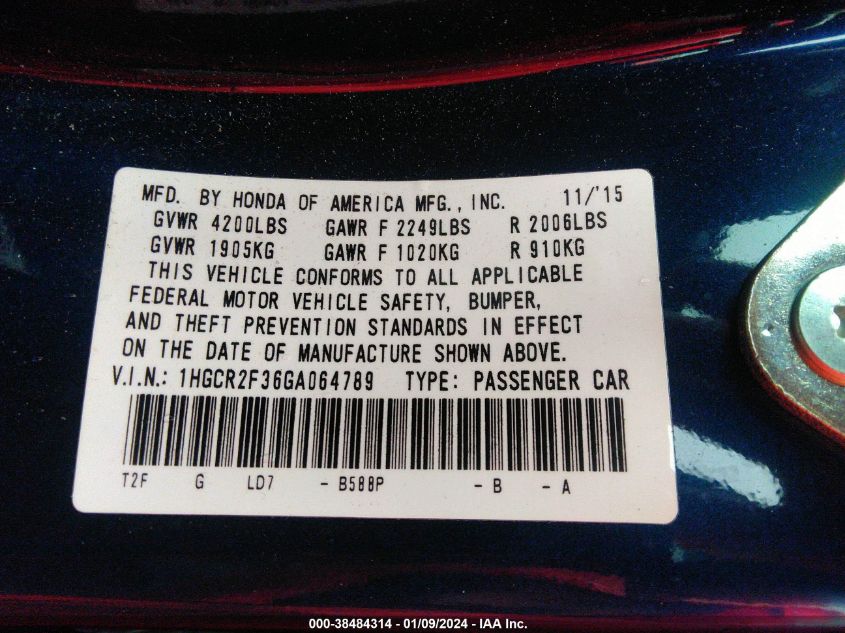 MFD. BY HONDA OF AMERICA MFG., INC. 11/'15
GVWR 4200LBS GAWR F 2249LBS R 2006LBS
GVWR 1905KG GAWR F 1020KG R 910KG
THIS VEHICLE CONFORMS TO ALL APPLICABLE
FEDERAL MOTOR VEHICLE SAFETY, BUMPER,
AND THEFT PREVENTION STANDARDS IN EFFECT
ON THE DATE OF MANUFACTURE SHOWN ABOVE.
V.I.N.: 1HGCR2F36GA064789 TYPE: PASSENGER CAR
T2F G LD7 - B588P - B - A
000-38484314 - 01/09/2024 - IAA Inc.